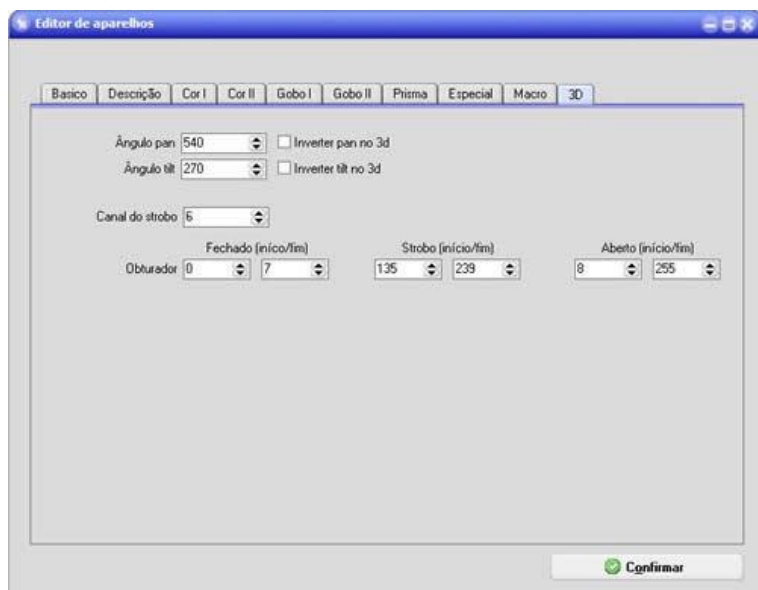 Editor de aparelhos
Basico Descrição Cor I Cor II Gobo I Gobo II Prisma Especial Macro 3D
Ângulo pan 540 Inverter pan no 3d
Ângulo tilt 270 Inverter tilt no 3d
Canal do strobo 6
Fechado (iníco/fim) Strobo (início/fim) Aberto (início/fim)
Obturador 0 7 135 239 8 255
Confirmar